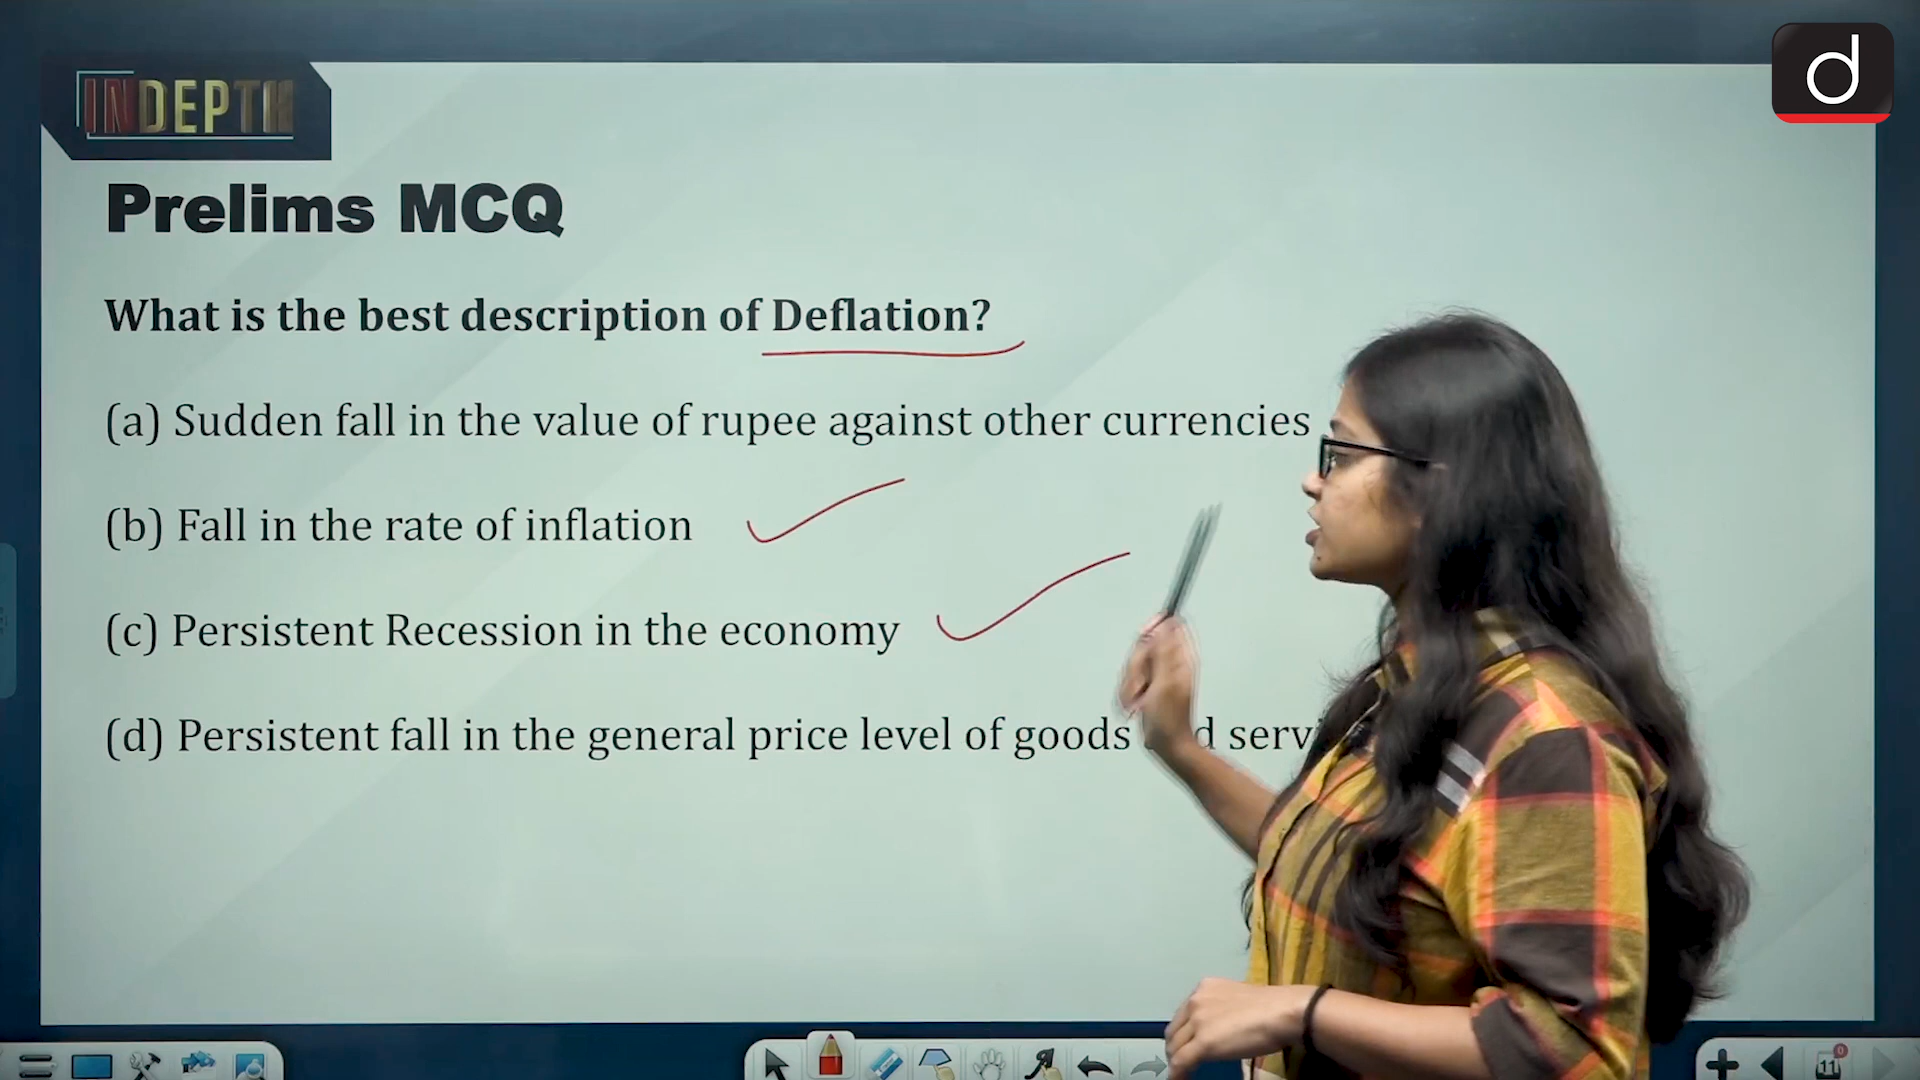 INDEPTH
d
Prelims MCQ
What is the best description of Deflation?
(a) Sudden fall in the value of rupee against other currencies
(b) Fall in the rate of inflation
(c) Persistent Recession in the economy
(d) Persistent fall in the general price level of goods
0
11